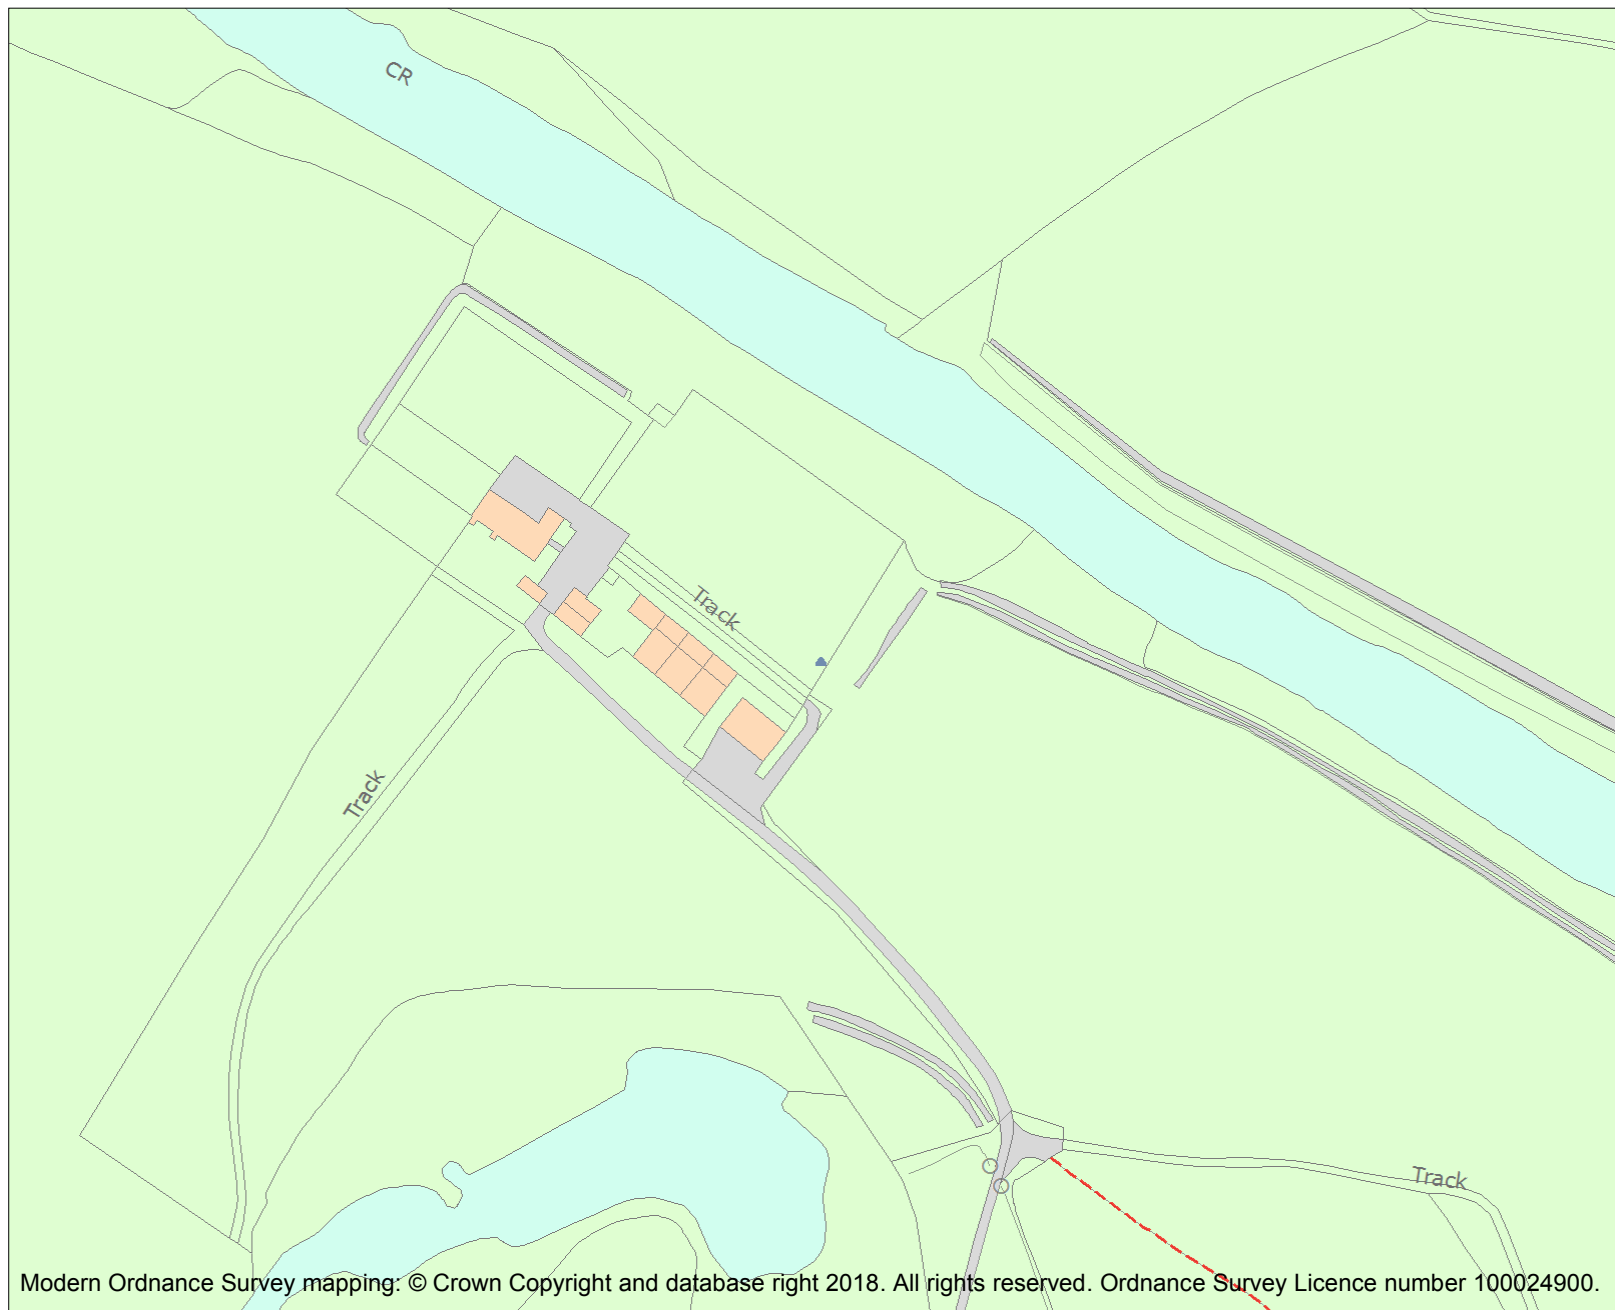 CR
Track
Track
Track
Modern Ordnance Survey mapping: © Crown Copyright and database right 2018. All rights reserved. Ordnance Survey Licence number 100024900.